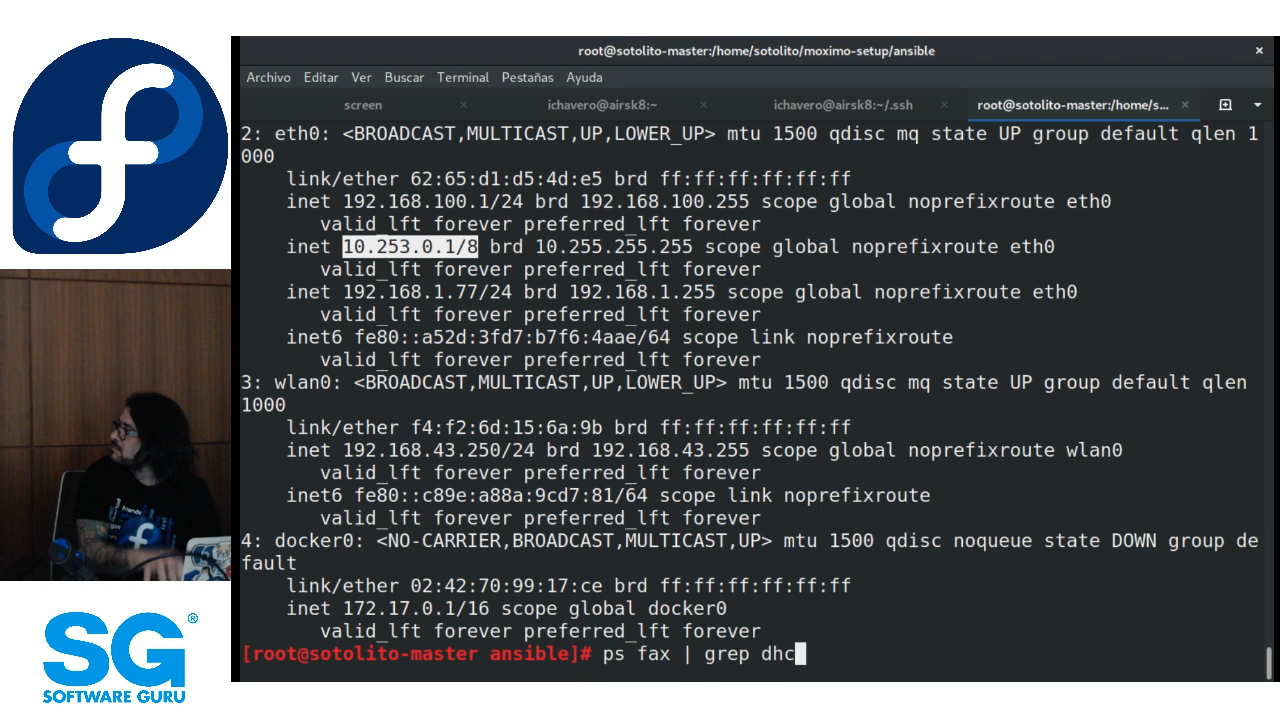 root@sotolito-master:/home/sotolito/moximo-setup/ansible
Archivo Editar Ver Buscar Terminal Pestañas Ayuda
screen ichavero@airsk8:~ ichavero@airsk8:~/.ssh root@sotolito-master:/home/s...
2: eth0: <BROADCAST,MULTICAST,UP,LOWER_UP> mtu 1500 qdisc mq state UP group default qlen 1
000
link/ether 62:65:d1:d5:4d:e5 brd ff:ff:ff:ff:ff:ff
inet 192.168.100.1/24 brd 192.168.100.255 scope global noprefixroute eth0
valid_lft forever preferred_lft forever
inet 10.253.0.1/8 brd 10.255.255.255 scope global noprefixroute eth0
valid_lft forever preferred_lft forever
inet 192.168.1.77/24 brd 192.168.1.255 scope global noprefixroute eth0
valid_lft forever preferred_lft forever
inet6 fe80::a52d:3fd7:b7f6:4aae/64 scope link noprefixroute
valid_lft forever preferred_lft forever
3: wlan0: <BROADCAST,MULTICAST,UP,LOWER_UP> mtu 1500 qdisc mq state UP group default qlen
1000
link/ether f4:f2:6d:15:6a:9b brd ff:ff:ff:ff:ff:ff
inet 192.168.43.250/24 brd 192.168.43.255 scope global noprefixroute wlan0
valid_lft forever preferred_lft forever
inet6 fe80::c89e:a88a:9cd7:81/64 scope link noprefixroute
valid_lft forever preferred_lft forever
4: docker0: <NO-CARRIER,BROADCAST,MULTICAST,UP> mtu 1500 qdisc noqueue state DOWN group de
fault
link/ether 02:42:70:99:17:ce brd ff:ff:ff:ff:ff:ff
inet 172.17.0.1/16 scope global docker0
valid_lft forever preferred_lft forever
[root@sotolito-master ansible]# ps fax | grep dhc
friends
SG®
SOFTWARE GURU